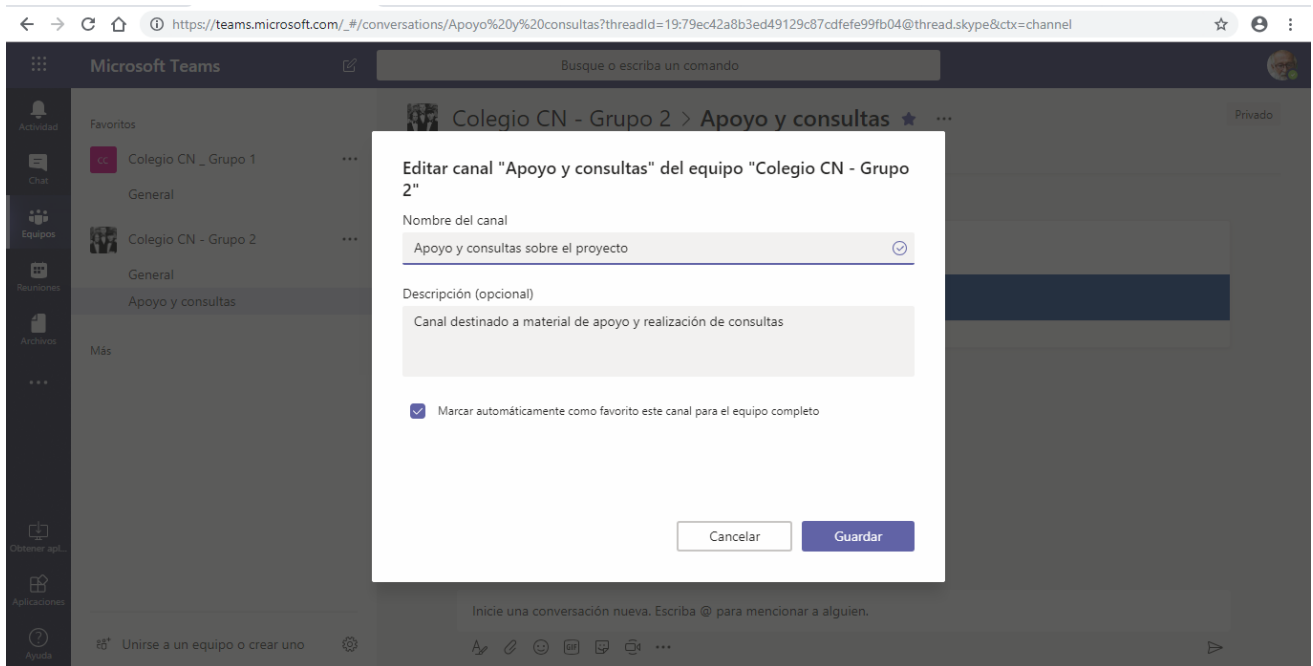 https://teams.microsoft.com/_#/conversations/Apoyo%20y%20consultas?threadId=19:79ec42a8b3ed49129c87cdfefe99fb04@thread.skype&ctx=channel
Microsoft Teams
Busque o escriba un comando
Actividad
Chat
Equipos
Reuniones
Archivos
Obtener apl...
Aplicaciones
Ayuda
Favoritos
CC Colegio CN _ Grupo 1 ...
General
Colegio CN - Grupo 2 ...
General
Apoyo y consultas
Más
Unirse a un equipo o crear uno
Colegio CN - Grupo 2 > Apoyo y consultas ...
Privado
Editar canal "Apoyo y consultas" del equipo "Colegio CN - Grupo
2"
Nombre del canal
Apoyo y consultas sobre el proyecto
Descripción (opcional)
Canal destinado a material de apoyo y realización de consultas
Marcar automáticamente como favorito este canal para el equipo completo
Cancelar
Guardar
Inicie una conversación nueva. Escriba @ para mencionar a alguien.
GIF